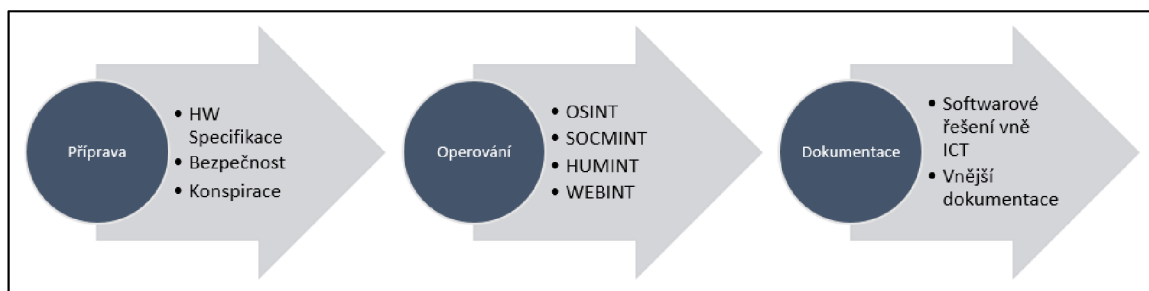 Příprava
• HW
Specifikace
• Bezpečnost
• Konspirace
Operování
• OSINT
• SOCMINT
• HUMINT
• WEBINT
Dokumentace
• Softwarové
řešení vně
ICT
• Vnější
dokumentace